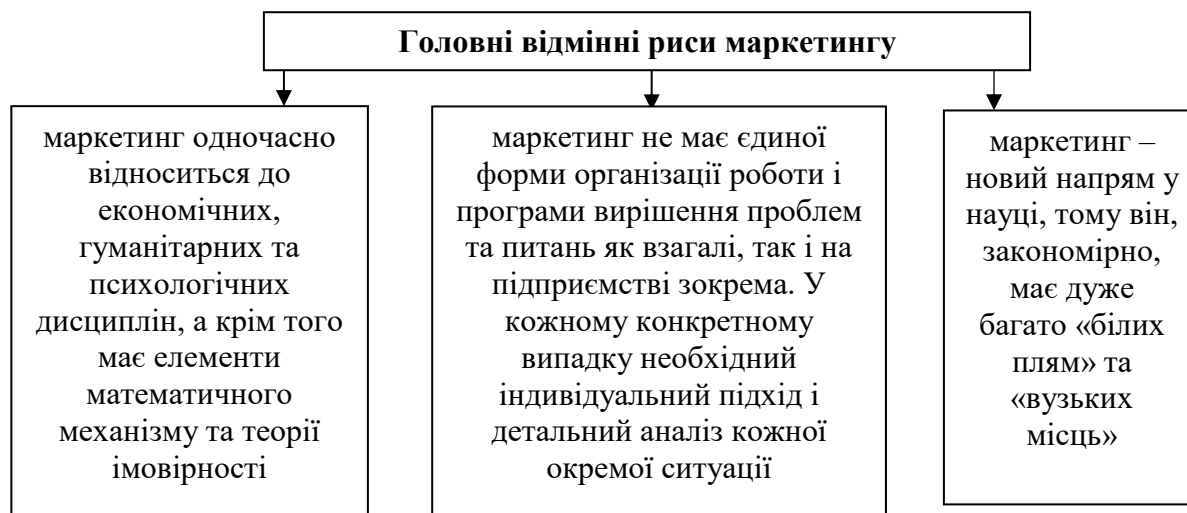 Головні відмінні риси маркетингу
маркетинг одночасно
відноситься до
економічних,
гуманітарних та
психологічних
дисциплін, а крім того
має елементи
математичного
механізму та теорії
імовірності
маркетинг не має єдиної
форми організації роботи і
програми вирішення проблем
та питань як взагалі, так і на
підприємстві зокрема. У
кожному конкретному
випадку необхідний
індивідуальний підхід і
детальний аналіз кожної
окремої ситуації
маркетинг –
новий напрям у
науці, тому він,
закономірно,
має дуже
багато «білих
плям» та
«вузьких
місць»